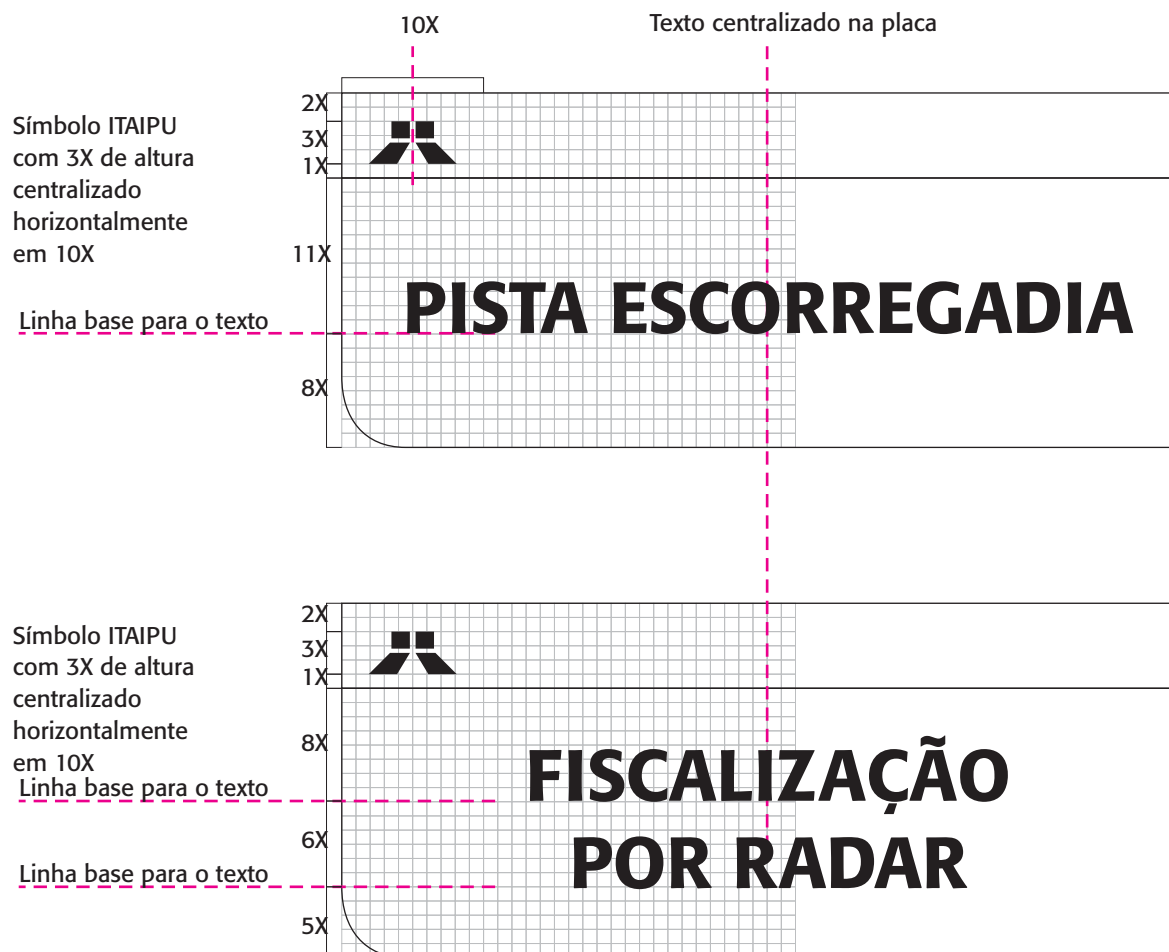 10X
Texto centralizado na placa
2X
3X
1X
Símbolo ITAIPU
com 3X de altura
centralizado
horizontalmente
em 10X
11X
PISTA ESCORREGADIA
Linha base para o texto
8X
2X
3X
1X
Símbolo ITAIPU
com 3X de altura
centralizado
horizontalmente
em 10X
8X
FISCALIZAÇÃO
Linha base para o texto
6X
POR RADAR
Linha base para o texto
5X